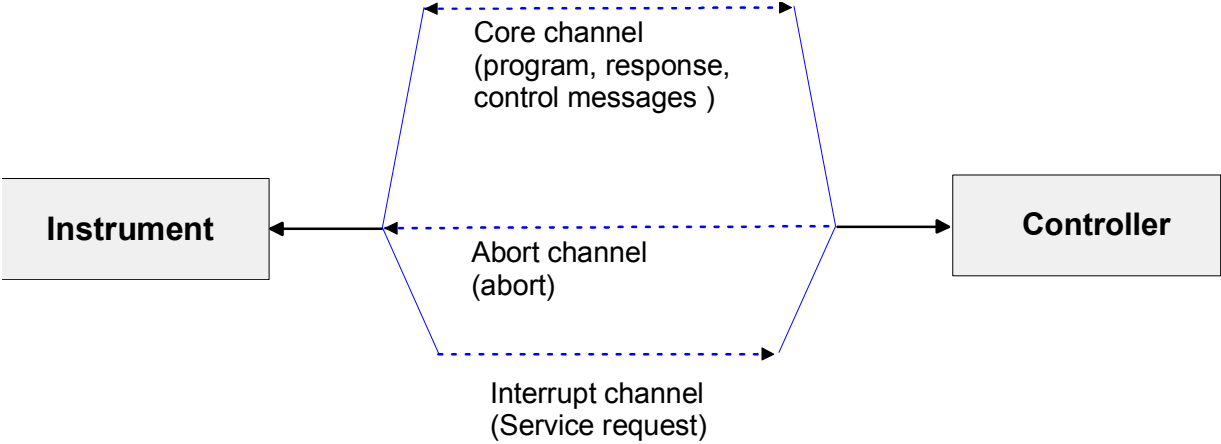 Core channel
(program, response,
control messages )
Instrument
Controller
Abort channel
(abort)
Interrupt channel
(Service request)